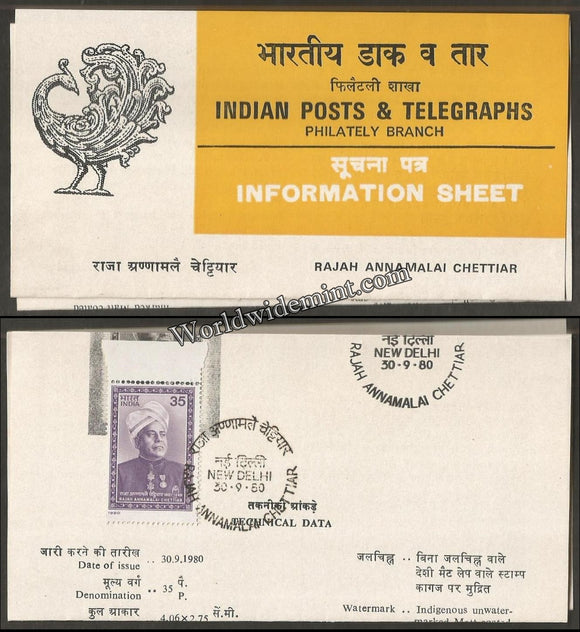 भारतीय डाक व तार
फिलैटली शाखा
INDIAN POSTS & TELEGRAPHS
PHILATELY BRANCH
सूचना पत्र
INFORMATION SHEET
राजा अण्णामलै चेट्टियार
RAJAH ANNAMALAI CHETTIAR
Worldwidemint.com
नई दिल्ली
NEW DELHI
30·9·80
RAJAH ANNAMALAI CHETTIAR
भारत 35
INDIA
राजा अण्णामलै चेट्टियार
RAJAH ANNAMALAI CHETTIAR
1980
राजा अण्णामलै चेट्टियार
नई दिल्ली
NEW DELHI
30·9·80
RAJAH ANNAMALAI CHETTIAR
तकनीकी आंकड़े
TECHNICAL DATA
जारी करने की तारीख
Date of issue .. 30.9.1980
मूल्य वर्ग
Denomination .. 35 पै. P.
कुल आकार
4.06×2.75 सें.मी.
जलचिह्न .. बिना जलचिह्न वाले
देशी मैट लेप वाले स्टाम्प
कागज पर मुद्रित
Watermark .. Indigenous unwater-
marked Matt coated